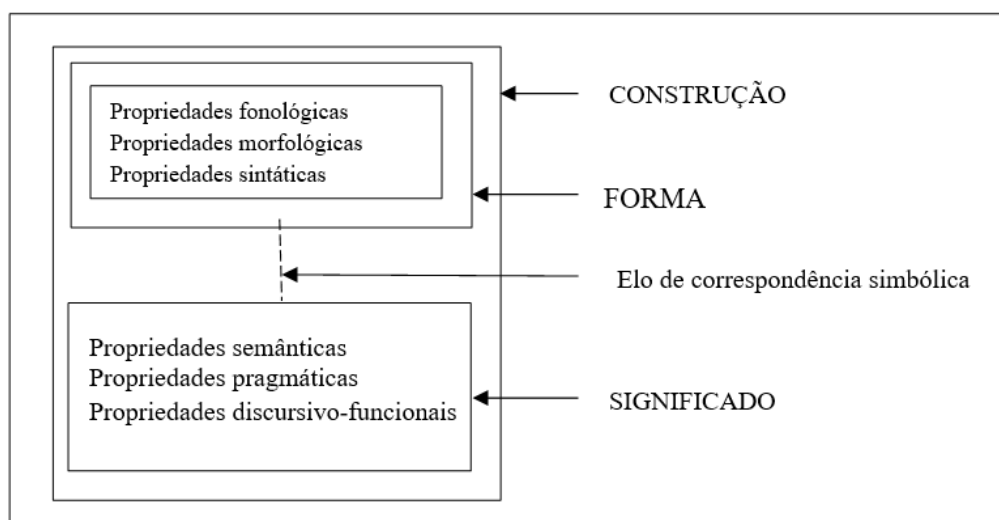 Propriedades fonológicas
Propriedades morfológicas
Propriedades sintáticas
CONSTRUÇÃO
FORMA
Elo de correspondência simbólica
Propriedades semânticas
Propriedades pragmáticas
Propriedades discursivo-funcionais
SIGNIFICADO